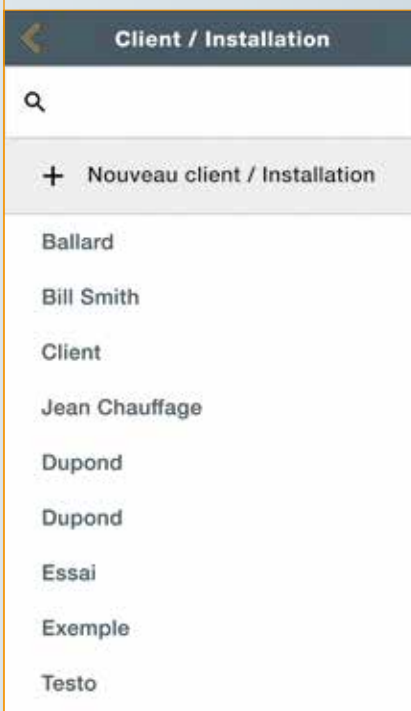 Client / Installation
+ Nouveau client / Installation
Ballard
Bill Smith
Client
Jean Chauffage
Dupond
Dupond
Essai
Exemple
Testo